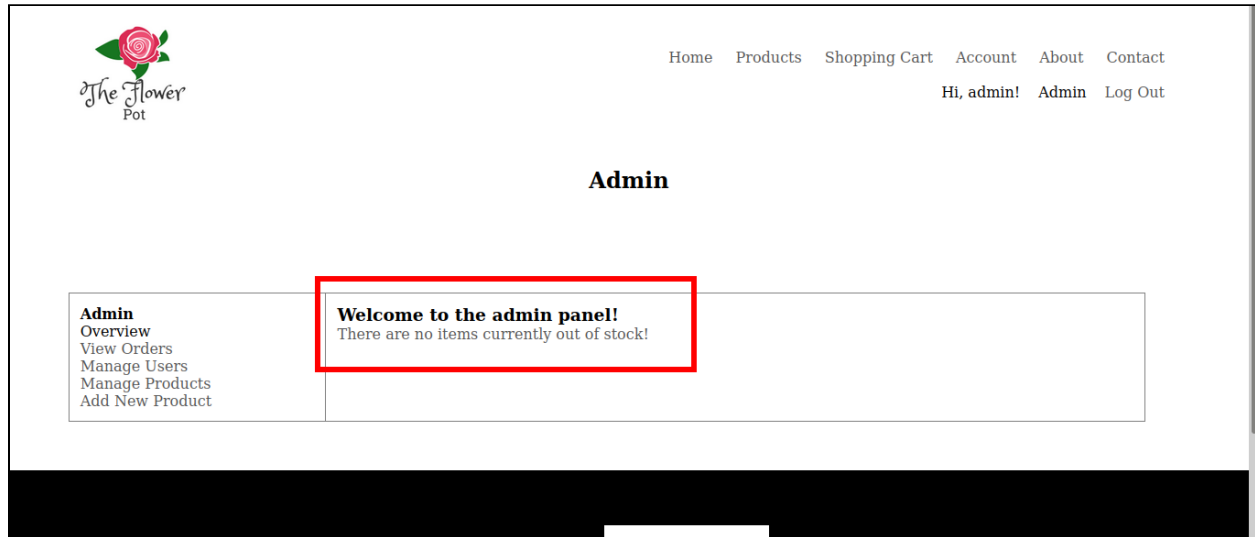 The Flower
Pot
Home Products Shopping Cart Account About Contact
Hi, admin! Admin Log Out
Admin
Admin
Overview
View Orders
Manage Users
Manage Products
Add New Product
Welcome to the admin panel!
There are no items currently out of stock!